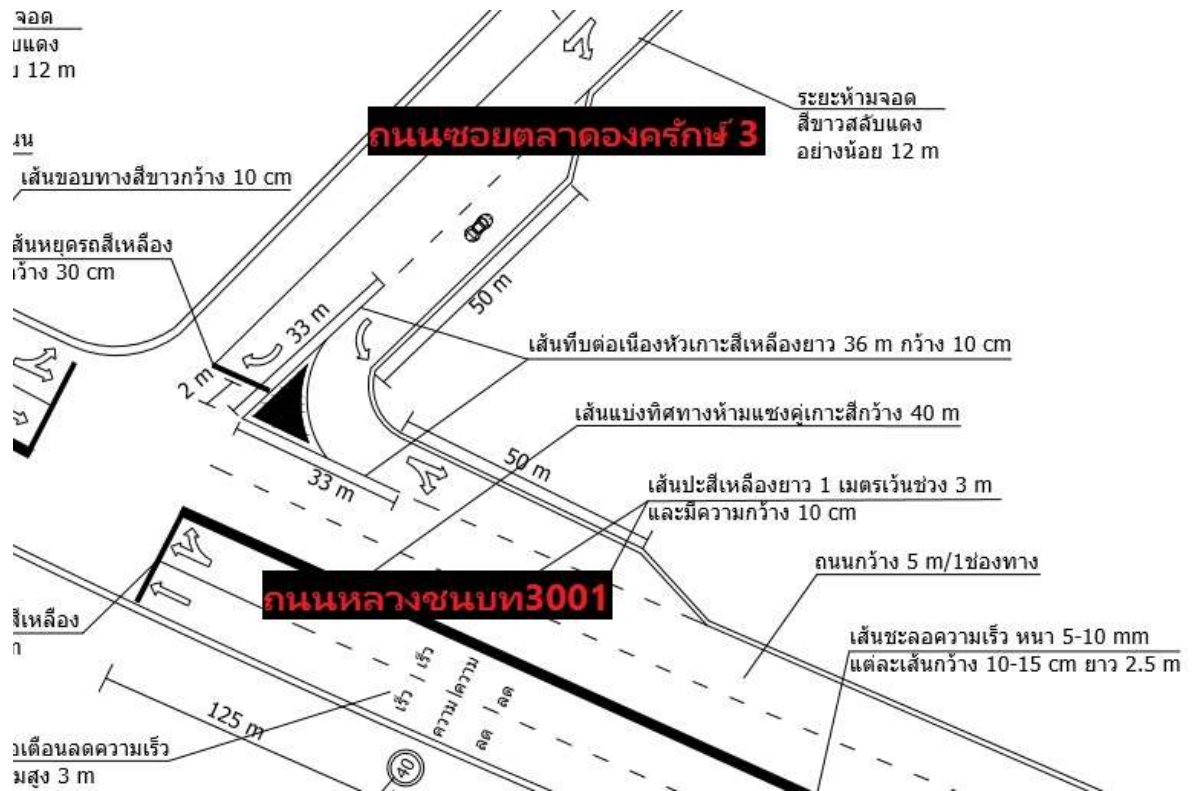 จอด
บแดง
12 m
ถนนซอยตลาดองครักษ์ 3
ระยะห้ามจอด
สีขาวสลับแดง
อย่างน้อย 12 m
นน
เส้นขอบทางสีขาวกว้าง 10 cm
ส้นหยุดรถสีเหลือง
ว้าง 30 cm
50 m
33 m
2 m
เส้นทึบต่อเนื่องหัวเกาะสีเหลืองยาว 36 m กว้าง 10 cm
เส้นแบ่งทิศทางห้ามแซงคู่เกาะสีกว้าง 40 m
50 m
33 m
เส้นปะสีเหลืองยาว 1 เมตรเว้นช่วง 3 m
และมีความกว้าง 10 cm
ถนนกว้าง 5 m/1ช่องทาง
ถนนหลวงชนบท3001
สีเหลือง
m
เส้นชะลอความเร็ว หนา 5-10 mm
แต่ละเส้นกว้าง 10-15 cm ยาว 2.5 m
เร็ว เร็ว
ความ ความ
ลด ลด
125 m
อเตือนลดความเร็ว
มสูง 3 m
40